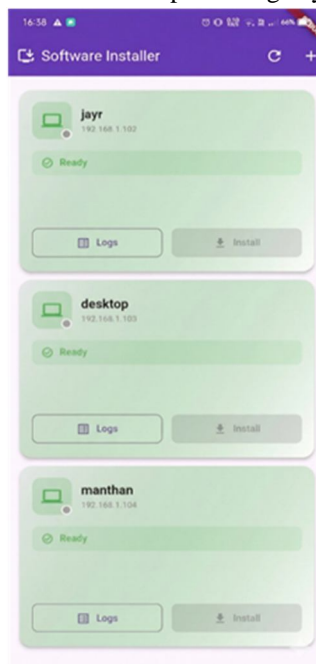 16:38
66%
Software Installer
jayr
192.168.1.102
Ready
Logs Install
desktop
192.168.1.103
Ready
Logs Install
manthan
192.168.1.104
Ready
Logs Install